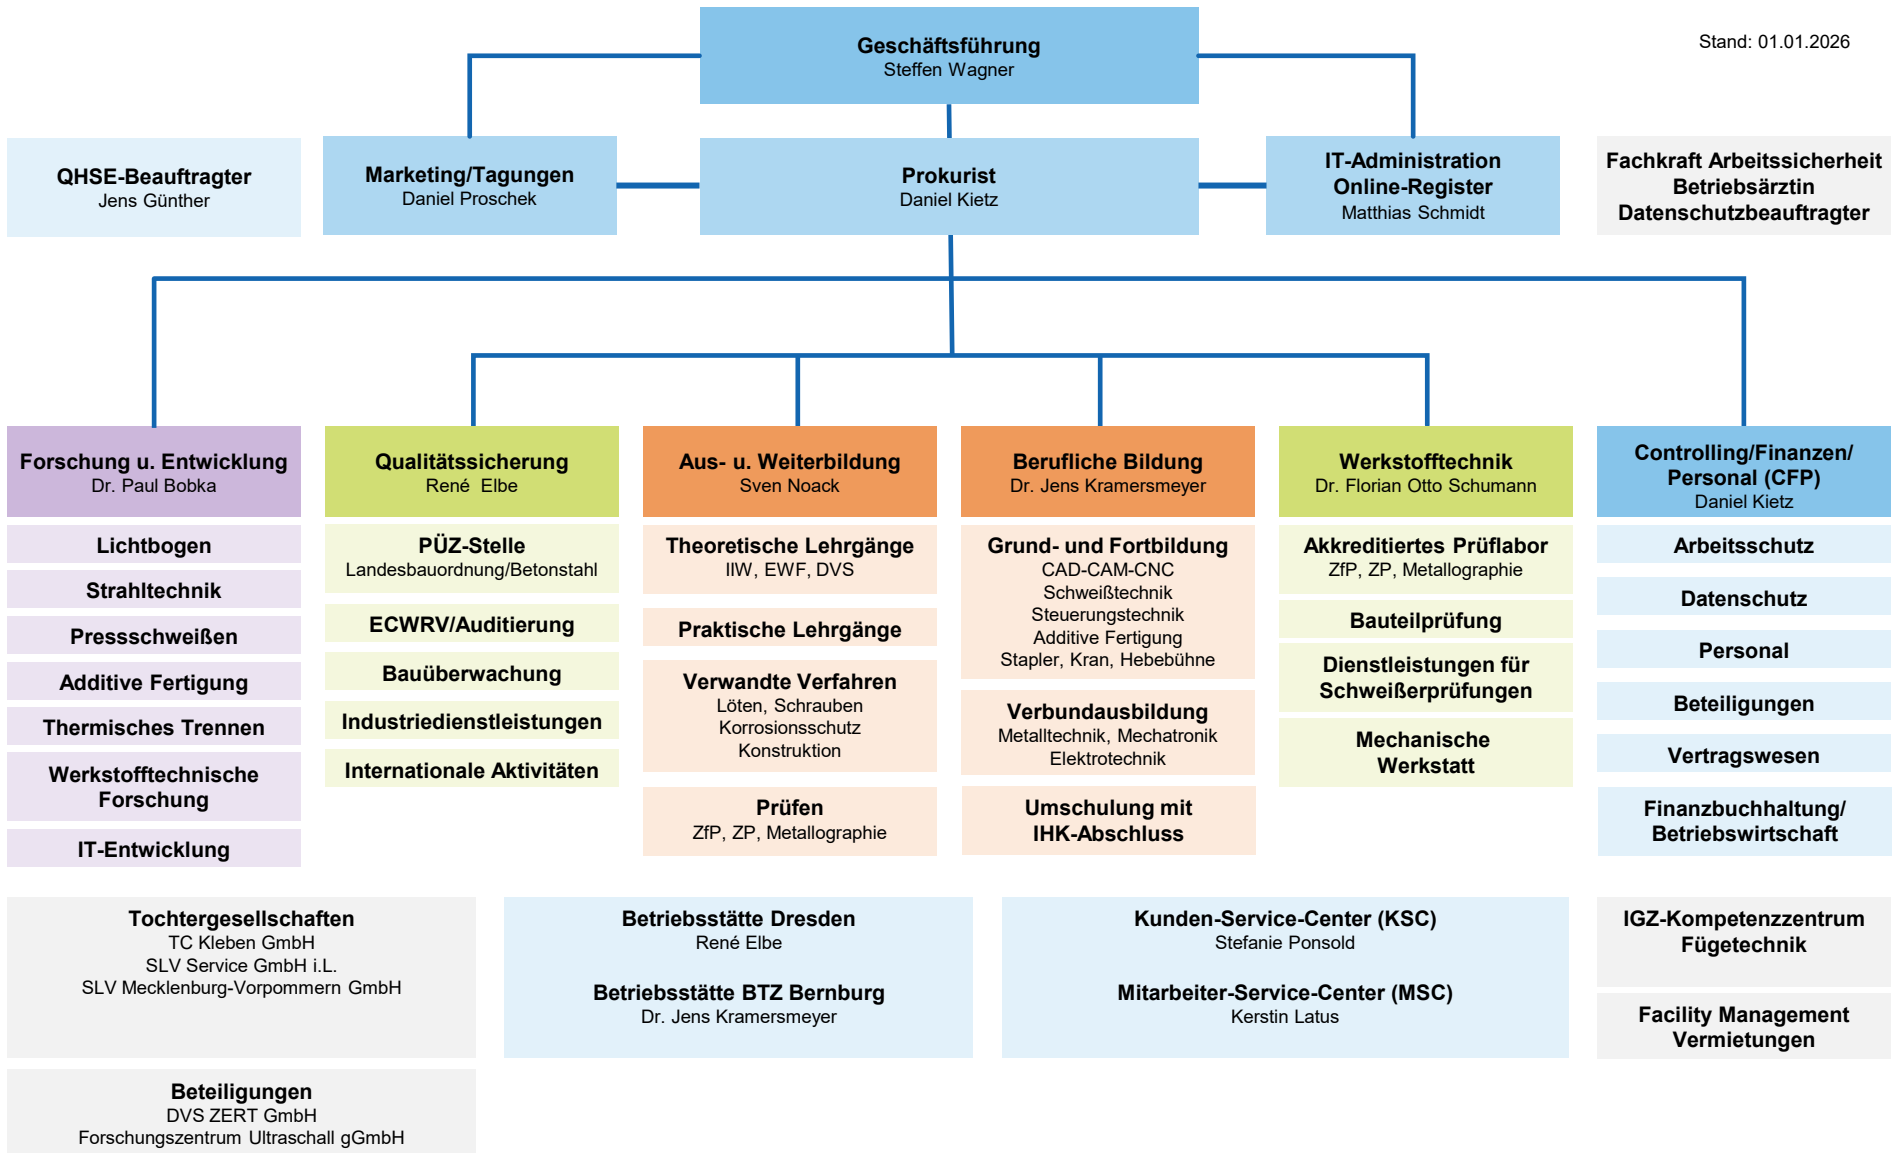 Geschäftsführung
Steffen Wagner
Stand: 01.01.2026
QHSE-Beauftragter
Jens Günther
Marketing/Tagungen
Daniel Proschek
Prokurist
Daniel Kietz
IT-Administration
Online-Register
Matthias Schmidt
Fachkraft Arbeitssicherheit
Betriebsärztin
Datenschutzbeauftragter
Forschung u. Entwicklung
Dr. Paul Bobka
Lichtbogen
Strahltechnik
Pressschweißen
Additive Fertigung
Thermisches Trennen
Werkstofftechnische
Forschung
IT-Entwicklung
Qualitätssicherung
René Elbe
PÜZ-Stelle
Landesbauordnung/Betonstahl
ECWRV/Auditierung
Bauüberwachung
Industriedienstleistungen
Internationale Aktivitäten
Aus- u. Weiterbildung
Sven Noack
Theoretische Lehrgänge
IIW, EWF, DVS
Praktische Lehrgänge
Verwandte Verfahren
Löten, Schrauben
Korrosionsschutz
Konstruktion
Prüfen
ZfP, ZP, Metallographie
Berufliche Bildung
Dr. Jens Kramersmeyer
Grund- und Fortbildung
CAD-CAM-CNC
Schweißtechnik
Steuerungstechnik
Additive Fertigung
Stapler, Kran, Hebebühne
Verbundausbildung
Metalltechnik, Mechatronik
Elektrotechnik
Umschulung mit
IHK-Abschluss
Werkstofftechnik
Dr. Florian Otto Schumann
Akkreditiertes Prüflabor
ZfP, ZP, Metallographie
Bauteilprüfung
Dienstleistungen für
Schweißerprüfungen
Mechanische
Werkstatt
Controlling/Finanzen/
Personal (CFP)
Daniel Kietz
Arbeitsschutz
Datenschutz
Personal
Beteiligungen
Vertragswesen
Finanzbuchhaltung/
Betriebswirtschaft
Tochtergesellschaften
TC Kleben GmbH
SLV Service GmbH i.L.
SLV Mecklenburg-Vorpommern GmbH
Betriebsstätte Dresden
René Elbe
Betriebsstätte BTZ Bernburg
Dr. Jens Kramersmeyer
Kunden-Service-Center (KSC)
Stefanie Ponsold
Mitarbeiter-Service-Center (MSC)
Kerstin Latus
IGZ-Kompetenzzentrum
Fügetechnik
Facility Management
Vermietungen
Beteiligungen
DVS ZERT GmbH
Forschungszentrum Ultraschall gGmbH